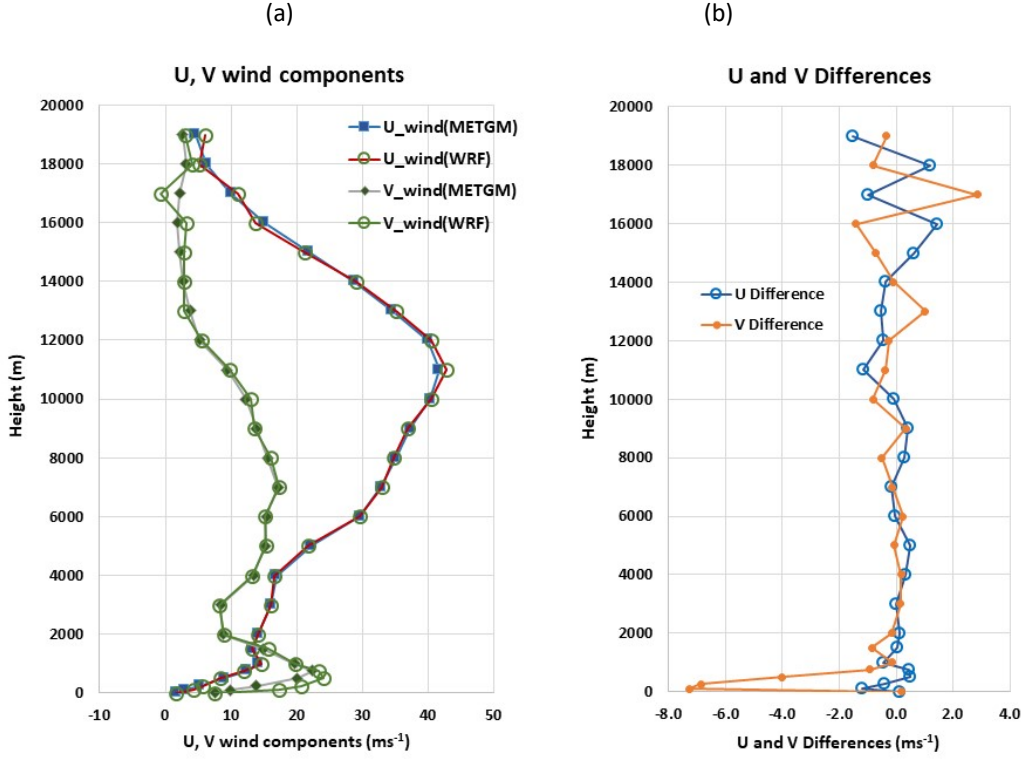 (a)
(b)
U, V wind components
U and V Differences
20000
18000
16000
14000
12000
10000
8000
6000
4000
2000
0
Height (m)
U_wind(METGM)
U_wind(WRF)
V_wind(METGM)
V_wind(WRF)
-10
0
10
20
30
40
50
U, V wind components (ms⁻¹)
20000
18000
16000
14000
12000
10000
8000
6000
4000
2000
0
Height (m)
U Difference
V Difference
-8.0
-6.0
-4.0
-2.0
0.0
2.0
4.0
U and V Differences (ms⁻¹)